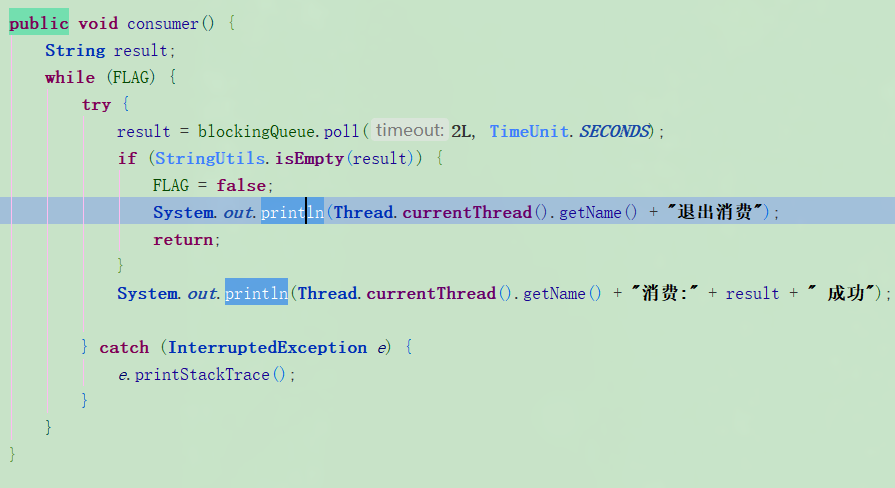 public void consumer() {
    String result;
    while (FLAG) {
        try {
            result = blockingQueue.poll( timeout: 2L, TimeUnit.SECONDS);
            if (StringUtils.isEmpty(result)) {
                FLAG = false;
                System.out.println(Thread.currentThread().getName() + "退出消费");
                return;
            }
            System.out.println(Thread.currentThread().getName() + "消费:" + result + " 成功");
        } catch (InterruptedException e) {
            e.printStackTrace();
        }
    }
}